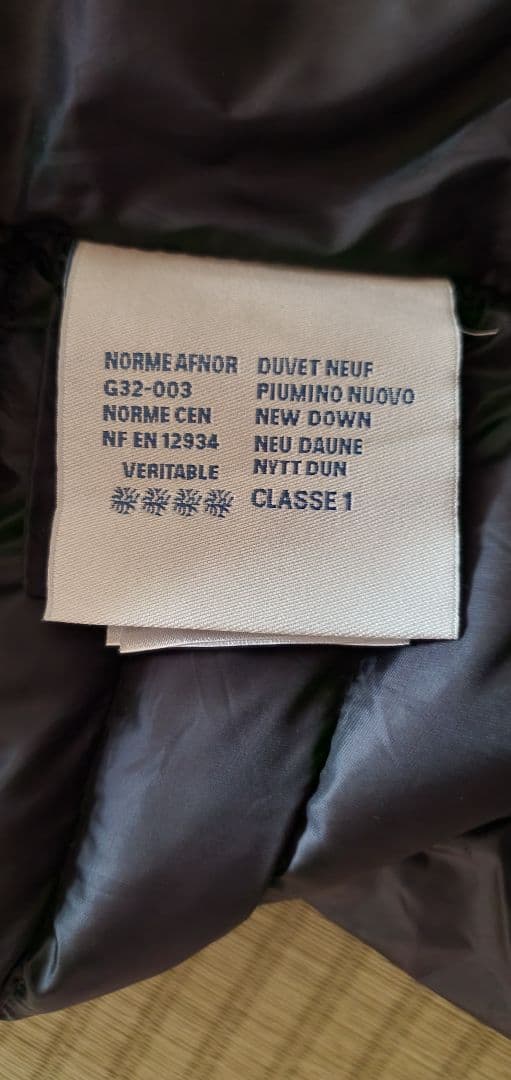 NORME AFNOR
G32-003
NORME CEN
NF EN 12934
VERITABLE
DUVET NEUF
PIUMINO NUOVO
NEW DOWN
NEU DAUNE
NYTT DUN
CLASSE 1